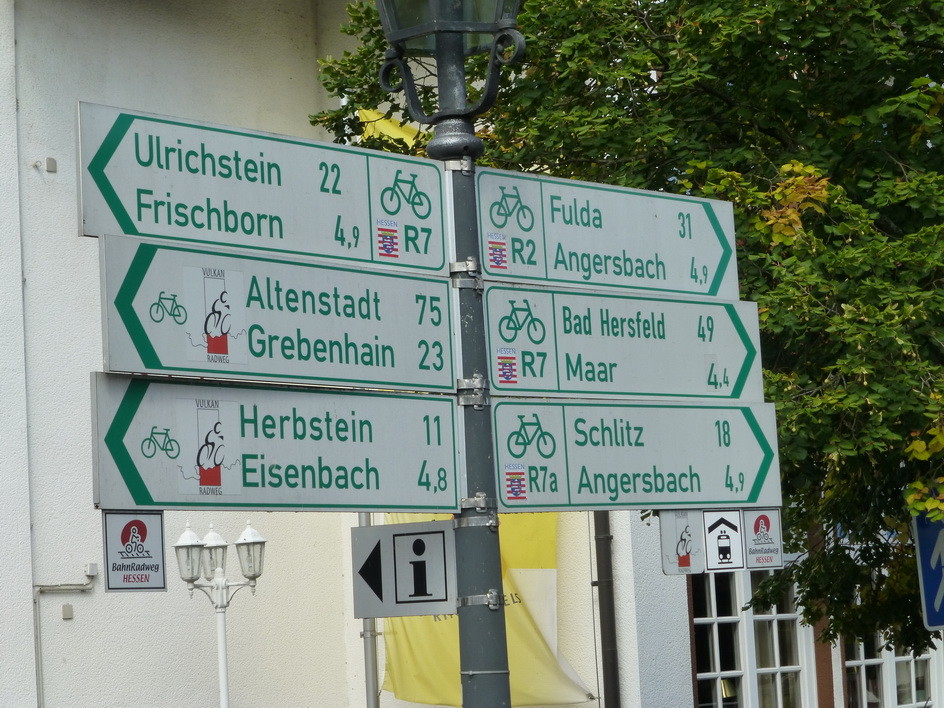 Ulrichstein 22
Frischborn 4,9
HESSEN
R7
VULKAN
RADWEG
Altenstadt 75
Grebenhain 23
VULKAN
RADWEG
Herbstein 11
Eisenbach 4,8
BahnRadweg
HESSEN
i
HESSEN
R2
Fulda 31
Angersbach 4,9
HESSEN
R7
Bad Hersfeld 49
Maar 4,4
HESSEN
R7a
Schlitz 18
Angersbach 4,9
BahnRadweg
HESSEN